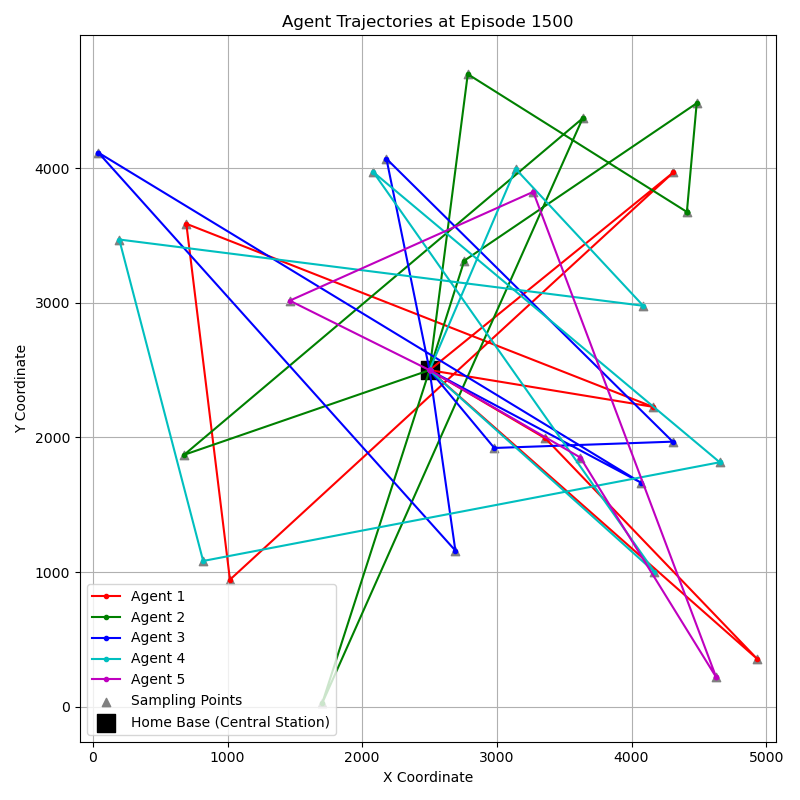 Agent Trajectories at Episode 1500
Y Coordinate
4000
3000
2000
1000
0
Agent 1
Agent 2
Agent 3
Agent 4
Agent 5
Sampling Points
Home Base (Central Station)
0 1000 2000 3000 4000 5000
X Coordinate